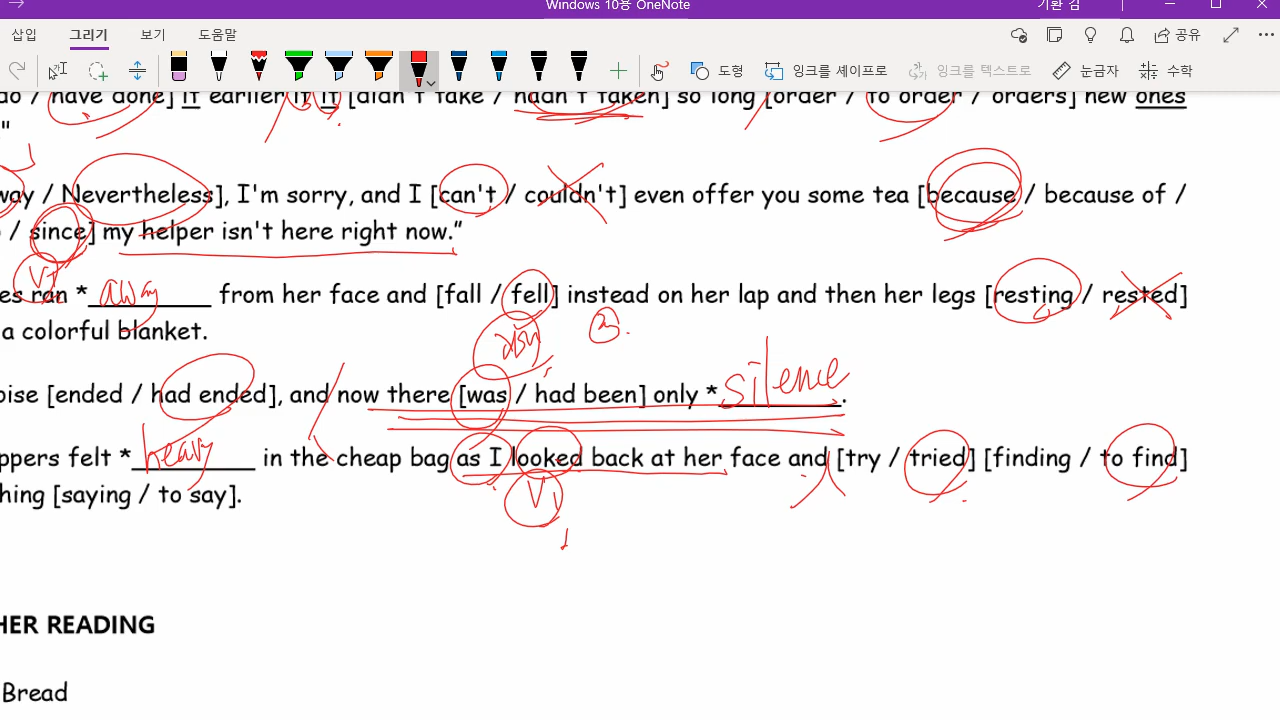 Windows 10용 OneNote
기환 김
삽입 그리기 보기 도움말
공유
도형 잉크를 셰이프로 잉크를 텍스트로 눈금자 수학
do / have done] it earlier it it [didn't take / hadn't taken] so long [order / to order / orders] new ones
"
way / Nevertheless], I'm sorry, and I [can't / couldn't] even offer you some tea [because / because of /
/ since] my helper isn't here right now.”
V1
es ran *away from her face and [fall / fell] instead on her lap and then her legs [resting / rested]
a colorful blanket.
oise [ended / had ended], and now there [was / had been] only *silence.
ppers felt *heavy in the cheap bag as I looked back at her face and [try / tried] [finding / to find]
thing [saying / to say].
V1
HER READING
Bread